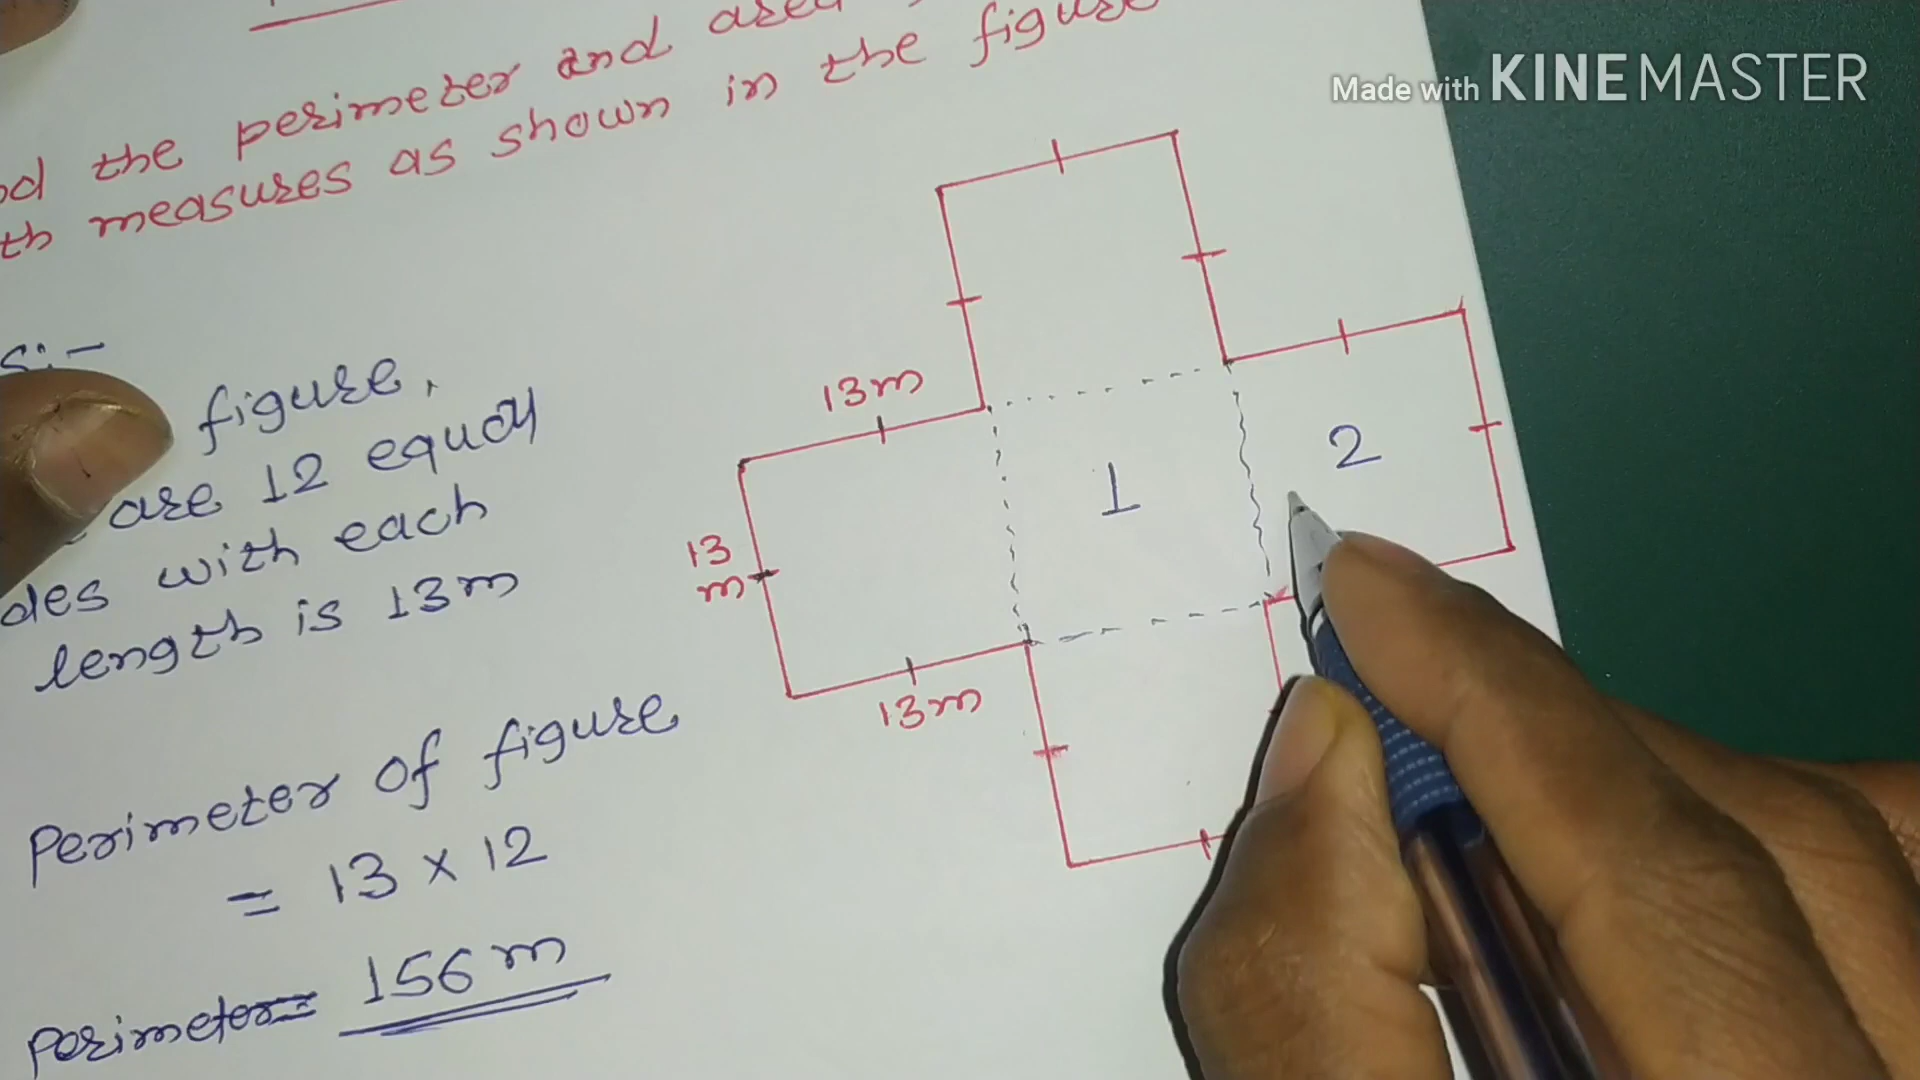 the perimeter and
measures as shown in the figure
Made with KINEMASTER
figure,
are 12 equal
with each
length is 13m
Perimeter of figure
= 13 × 12
Perimeter= 156 m
13m
13
m
13m
1
2